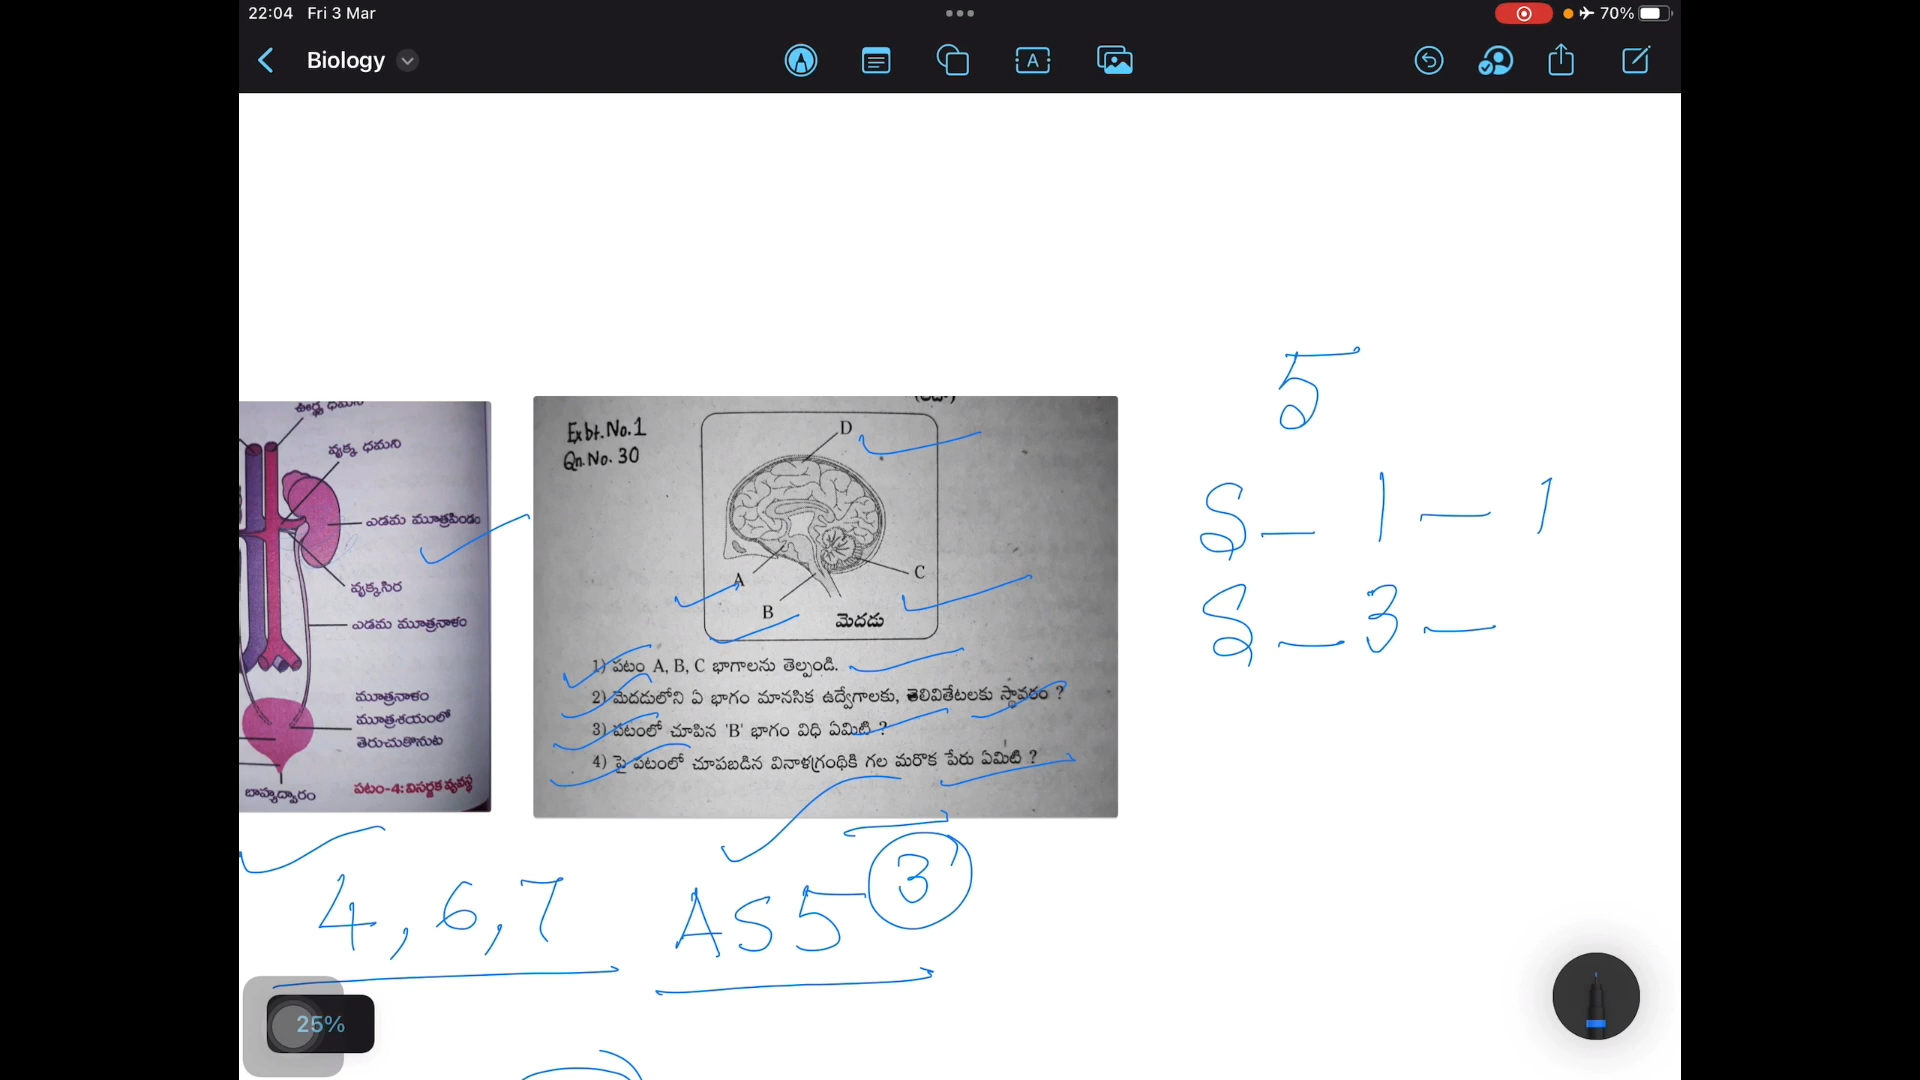 22:04 Fri 3 Mar
70%
Biology
A
వృక్క ధమని
ఎడమ మూత్రపిండం
వృక్కసిర
ఎడమ మూత్రనాళం
మూత్రనాళం
మూత్రశయంలో
తెరుచుకొనుట
బాహ్యద్వారం
పటం-4: విసర్జక వ్యవస్థ
Exbt.No.1
Qn.No. 30
D
A
C
B
మెదడు
1) పటం A, B, C భాగాలను తెల్పండి.
2) మెదడులోని ఏ భాగం మానసిక ఉద్వేగాలకు, తెలివితేటలకు స్థావరం ?
3) పటంలో చూపిన 'B' భాగం విధి ఏమిటి ?
4) పై పటంలో చూపబడిన వినాళగ్రంథికి గల మరొక పేరు ఏమిటి ?
5
S - 1 - 1
S - 3 -
4, 6, 7
AS5 3
25%